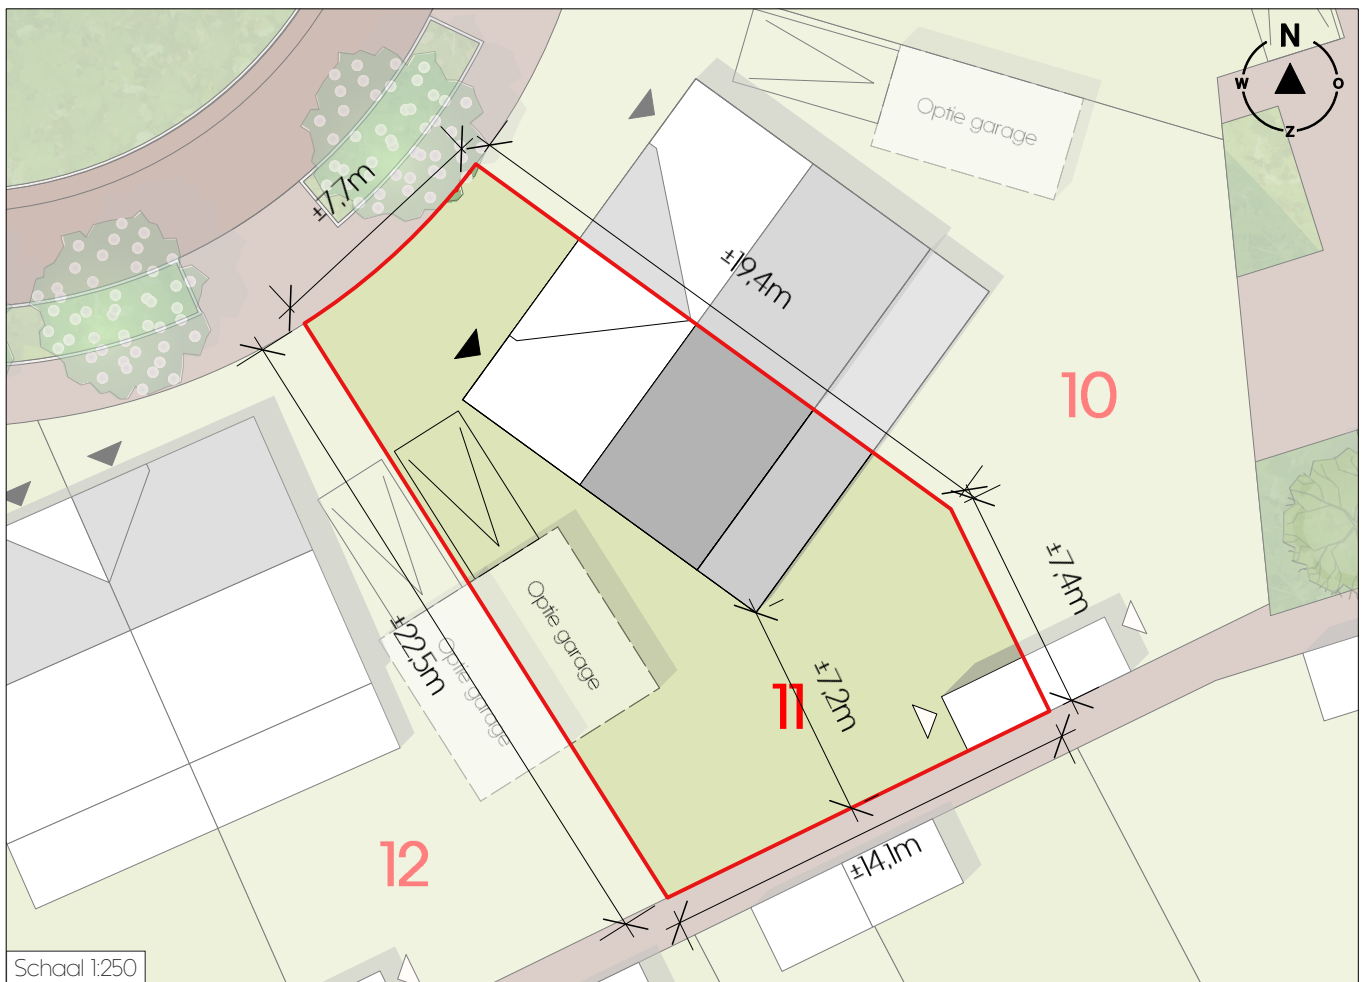 N
W
O
Z
Optie garage
±7,7m
±19,4m
10
±7,4m
Optie garage
±22,5m
Optie garage
11
±7,2m
12
±14,1m
Schaal 1:250